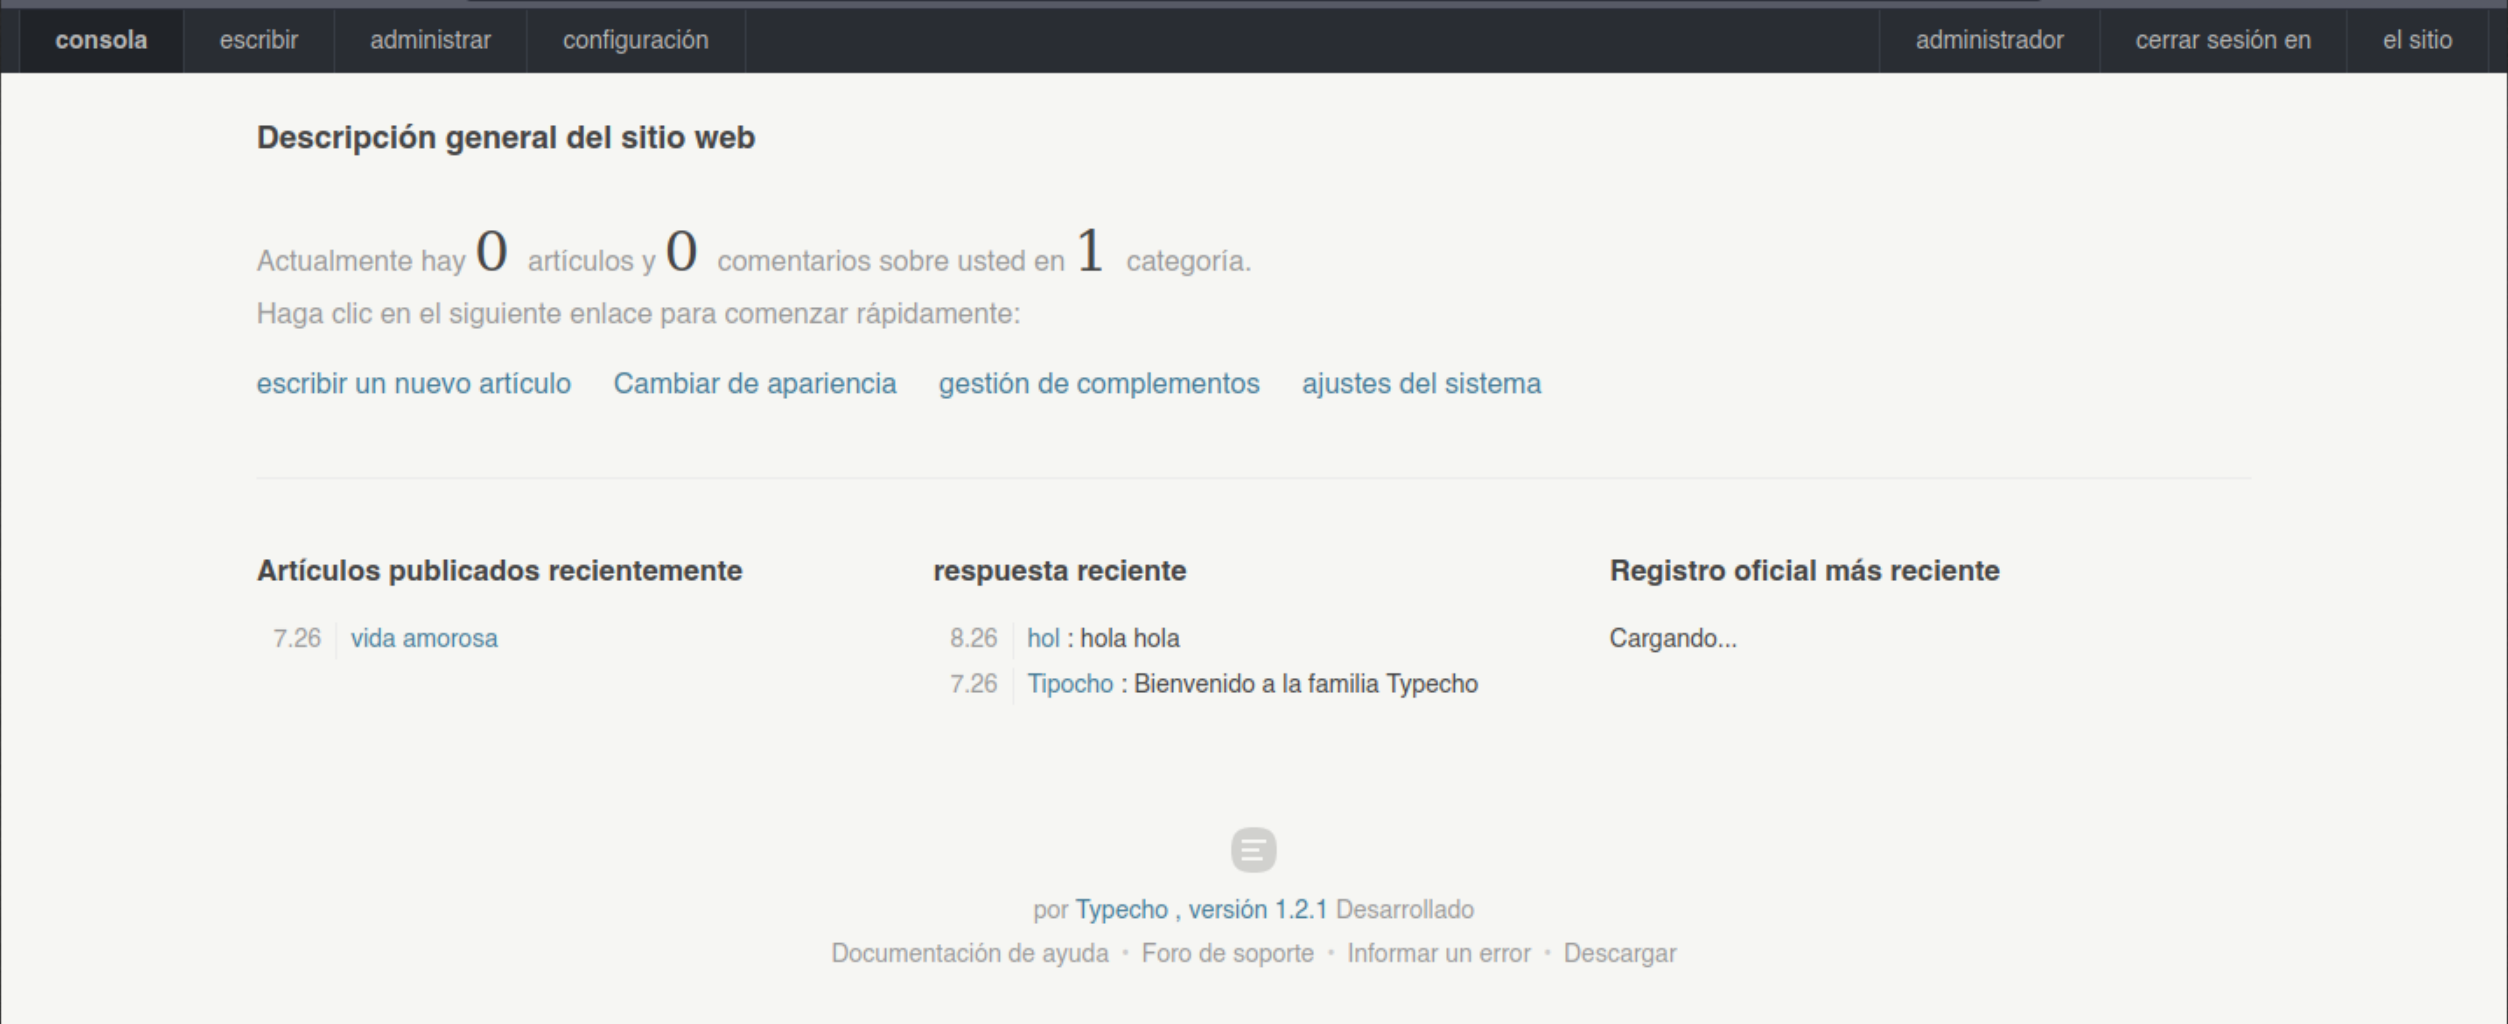 consola escribir administrar configuración administrador cerrar sesión en el sitio
Descripción general del sitio web
Actualmente hay 0 artículos y 0 comentarios sobre usted en 1 categoría.
Haga clic en el siguiente enlace para comenzar rápidamente:
escribir un nuevo artículo Cambiar de apariencia gestión de complementos ajustes del sistema
Artículos publicados recientemente
7.26 vida amorosa
respuesta reciente
8.26 hol : hola hola
7.26 Tipocho : Bienvenido a la familia Typecho
Registro oficial más reciente
Cargando...
por Typecho , versión 1.2.1 Desarrollado
Documentación de ayuda • Foro de soporte • Informar un error • Descargar